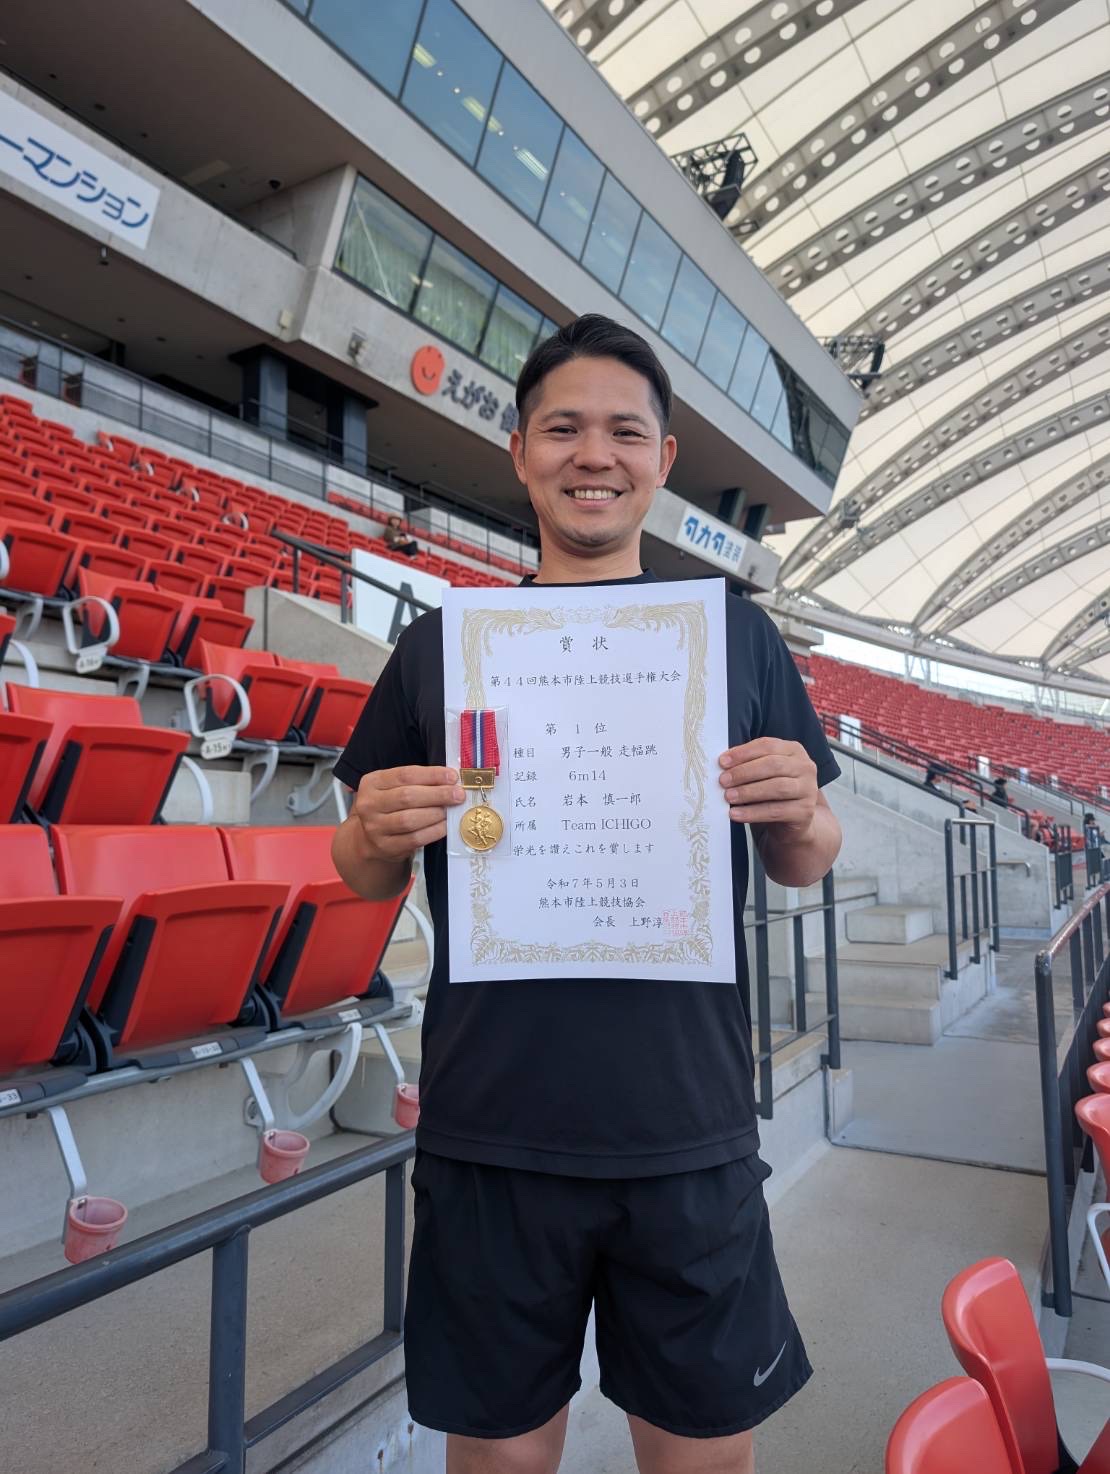 ーマンション
えがお
タカタ塗装
A
賞状
第44回熊本市陸上競技選手権大会
第 1 位
種目 男子一般 走幅跳
記録 6m14
氏名 岩本 慎一郎
所属 Team ICHIGO
栄光を讃えこれを賞します
令和7年5月3日
熊本市陸上競技協会
会長 上野淳